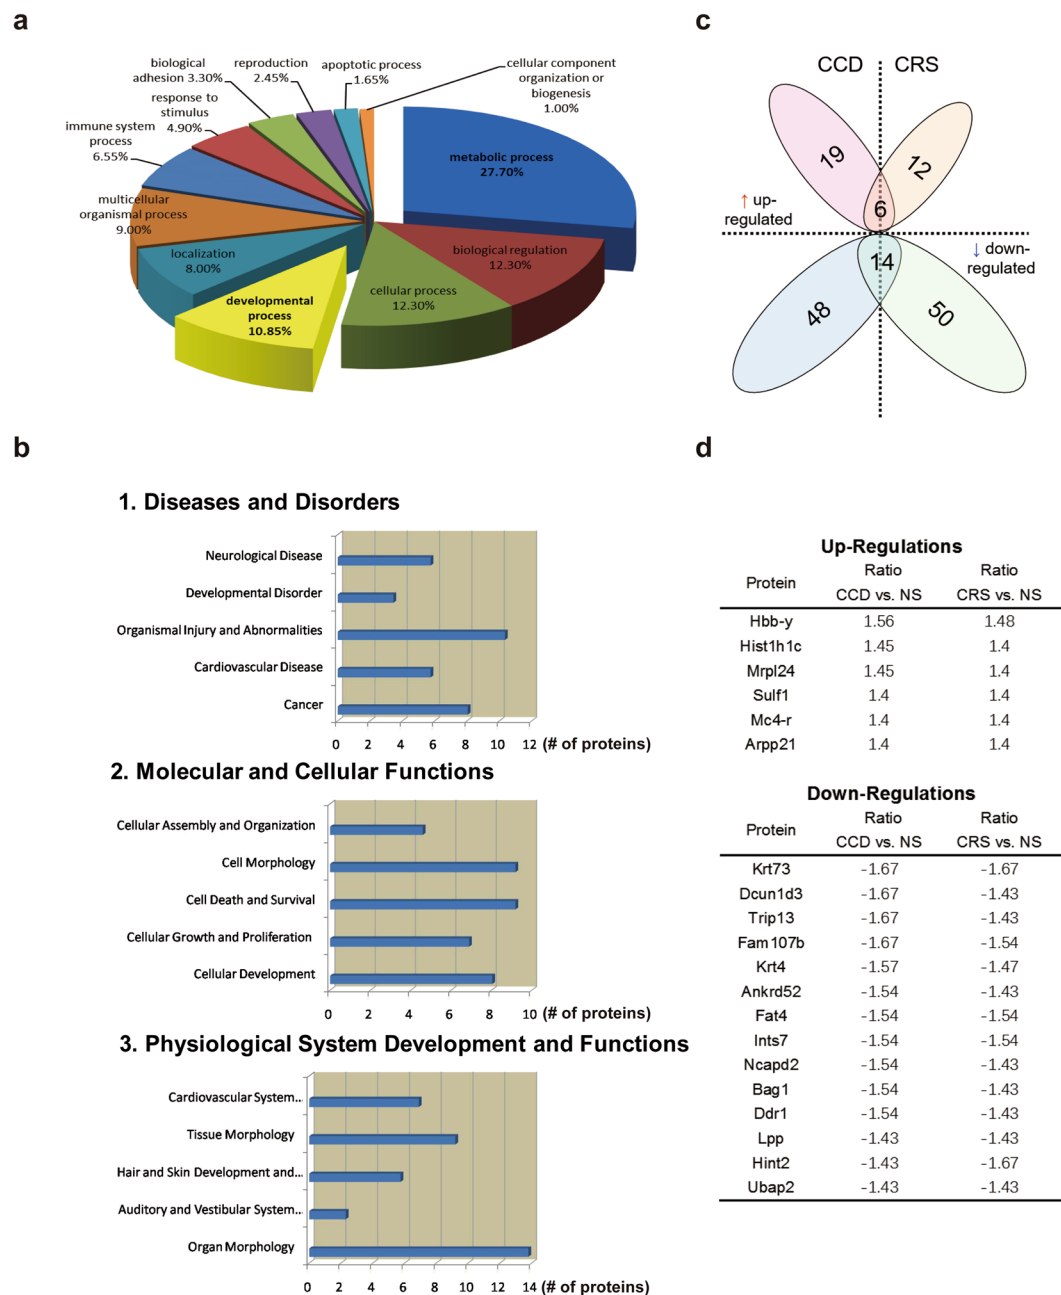 a
biological
adhesion 3.30%
reproduction
2.45%
apoptotic process
1.65%
cellular component
organization or
biogenesis
1.00%
response to
stimulus
4.90%
immune system
process
6.55%
multicellular
organismal process
9.00%
localization
8.00%
developmental
process
10.85%
cellular process
12.30%
biological regulation
12.30%
metabolic process
27.70%
c
CCD
CRS
19
12
6
↑ up-
regulated
14
↓ down-
regulated
48
50
b
1. Diseases and Disorders
Neurological Disease
Developmental Disorder
Organismal Injury and Abnormalities
Cardiovascular Disease
Cancer
0 2 4 6 8 10 12 (# of proteins)
2. Molecular and Cellular Functions
Cellular Assembly and Organization
Cell Morphology
Cell Death and Survival
Cellular Growth and Proliferation
Cellular Development
0 2 4 6 8 10 (# of proteins)
3. Physiological System Development and Functions
Cardiovascular System...
Tissue Morphology
Hair and Skin Development and...
Auditory and Vestibular System...
Organ Morphology
0 2 4 6 8 10 12 14 (# of proteins)
d
Up-Regulations
Protein Ratio CCD vs. NS Ratio CRS vs. NS
Hbb-y 1.56 1.48
Hist1h1c 1.45 1.4
Mrpl24 1.45 1.4
Sulf1 1.4 1.4
Mc4-r 1.4 1.4
Arpp21 1.4 1.4
Down-Regulations
Protein Ratio CCD vs. NS Ratio CRS vs. NS
Krt73 -1.67 -1.67
Dcun1d3 -1.67 -1.43
Trip13 -1.67 -1.43
Fam107b -1.67 -1.54
Krt4 -1.57 -1.47
Ankrd52 -1.54 -1.43
Fat4 -1.54 -1.54
Ints7 -1.54 -1.54
Ncapd2 -1.54 -1.43
Bag1 -1.54 -1.43
Ddr1 -1.54 -1.43
Lpp -1.43 -1.43
Hint2 -1.43 -1.67
Ubap2 -1.43 -1.43